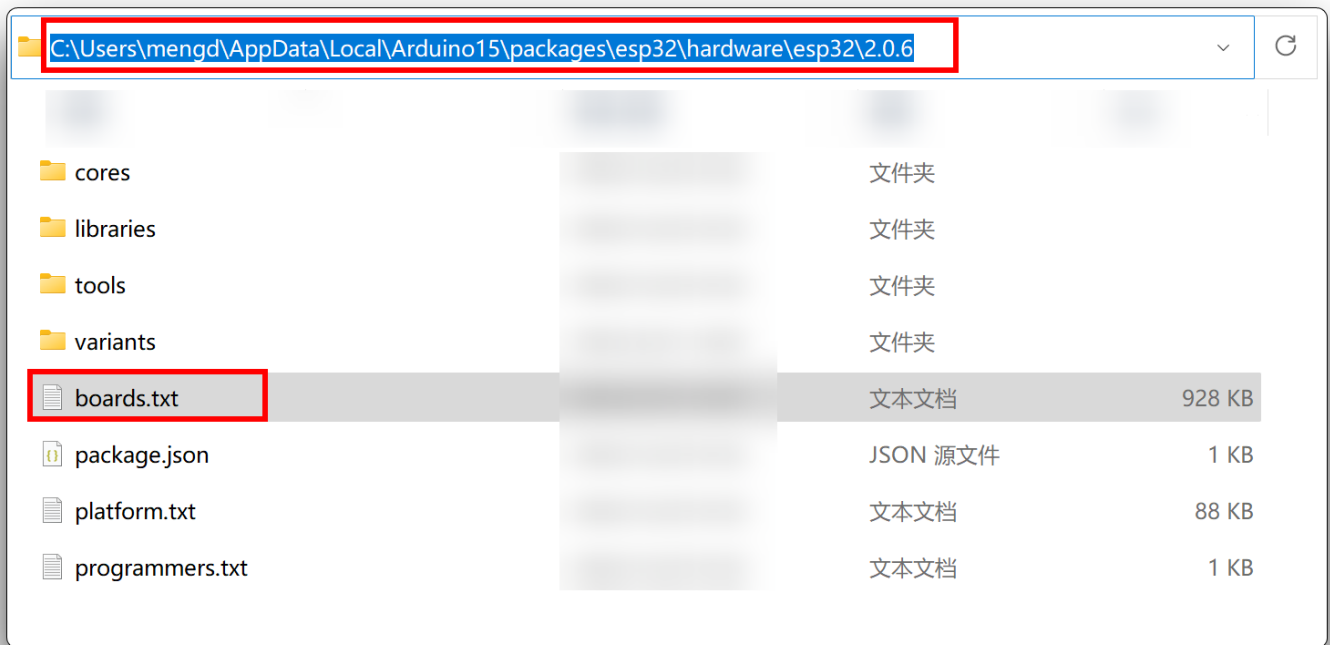 C:\Users\mengd\AppData\Local\Arduino15\packages\esp32\hardware\esp32\2.0.6
cores 文件夹
libraries 文件夹
tools 文件夹
variants 文件夹
boards.txt 文本文档 928 KB
package.json JSON 源文件 1 KB
platform.txt 文本文档 88 KB
programmers.txt 文本文档 1 KB